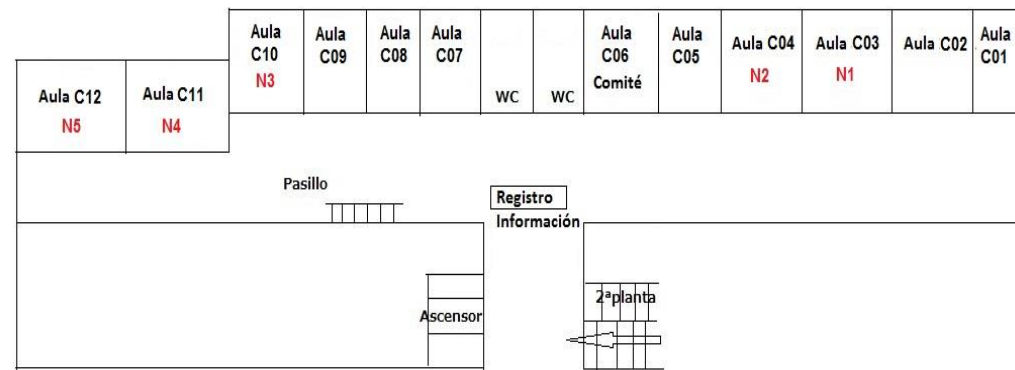 Aula C12
N5
Aula C11
N4
Aula
C10
N3
Aula
C09
Aula
C08
Aula
C07
WC
WC
Aula
C06
Comité
Aula
C05
Aula C04
N2
Aula C03
N1
Aula C02
Aula
C01
Pasillo
Registro
Información
Ascensor
2ªplanta